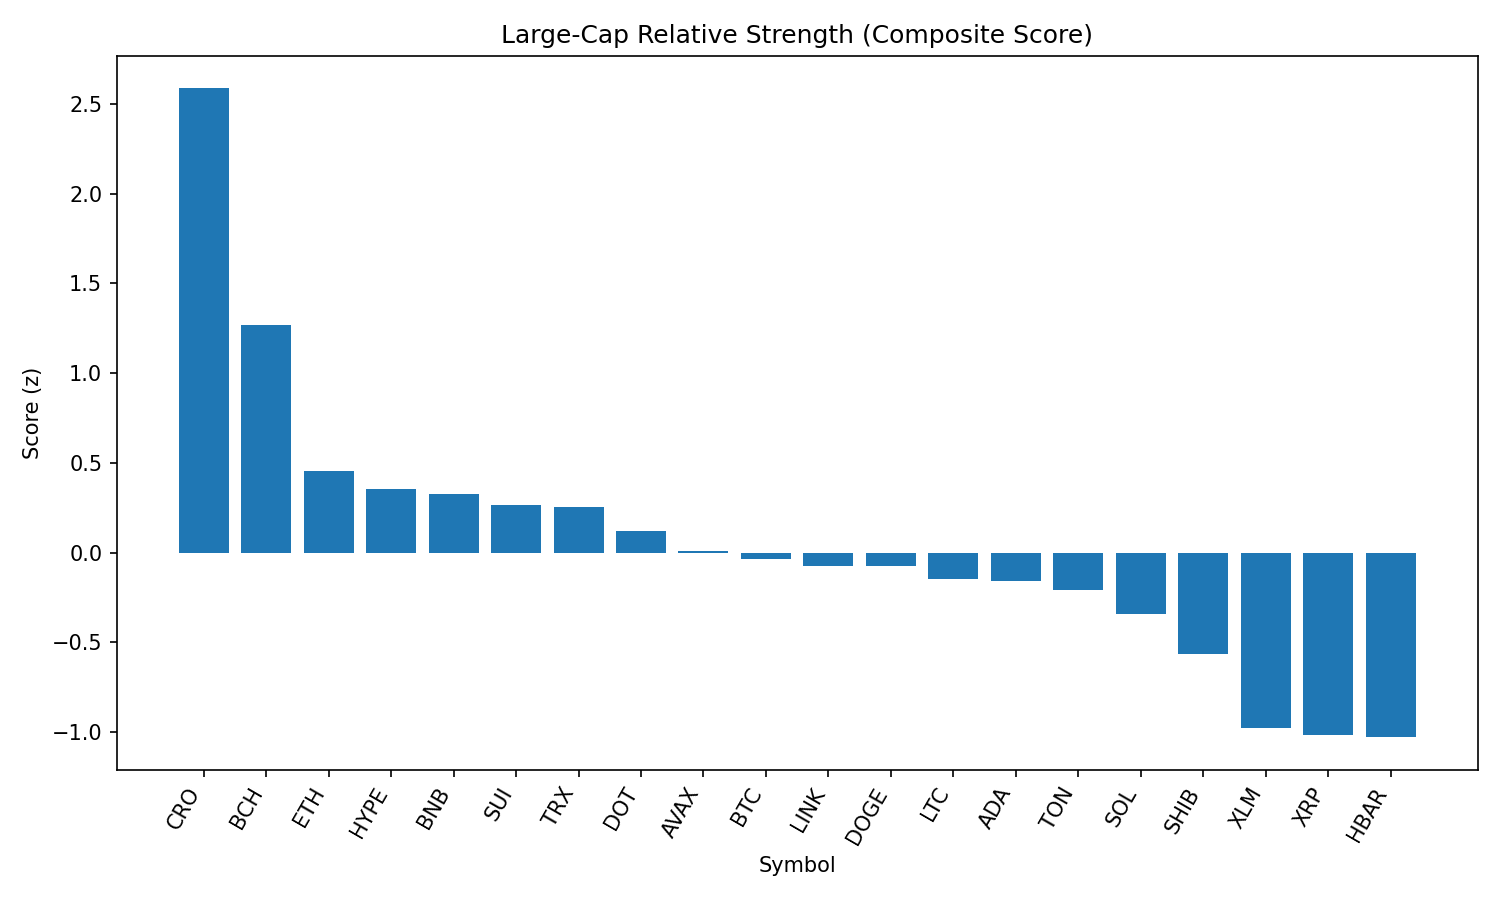 Large-Cap Relative Strength (Composite Score)
Score (z)
2.5
2.0
1.5
1.0
0.5
0.0
−0.5
−1.0
CRO
BCH
ETH
HYPE
BNB
SUI
TRX
DOT
AVAX
BTC
LINK
DOGE
LTC
ADA
TON
SOL
SHIB
XLM
XRP
HBAR
Symbol